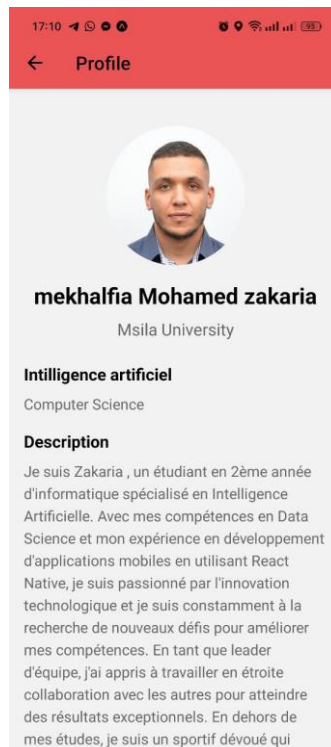 17:10
95
Profile
mekhalfia Mohamed zakaria
Msila University
Intilligence artificiel
Computer Science
Description
Je suis Zakaria , un étudiant en 2ème année
d'informatique spécialisé en Intelligence
Artificielle. Avec mes compétences en Data
Science et mon expérience en développement
d'applications mobiles en utilisant React
Native, je suis passionné par l'innovation
technologique et je suis constamment à la
recherche de nouveaux défis pour améliorer
mes compétences. En tant que leader
d'équipe, j'ai appris à travailler en étroite
collaboration avec les autres pour atteindre
des résultats exceptionnels. En dehors de
mes études, je suis un sportif dévoué qui